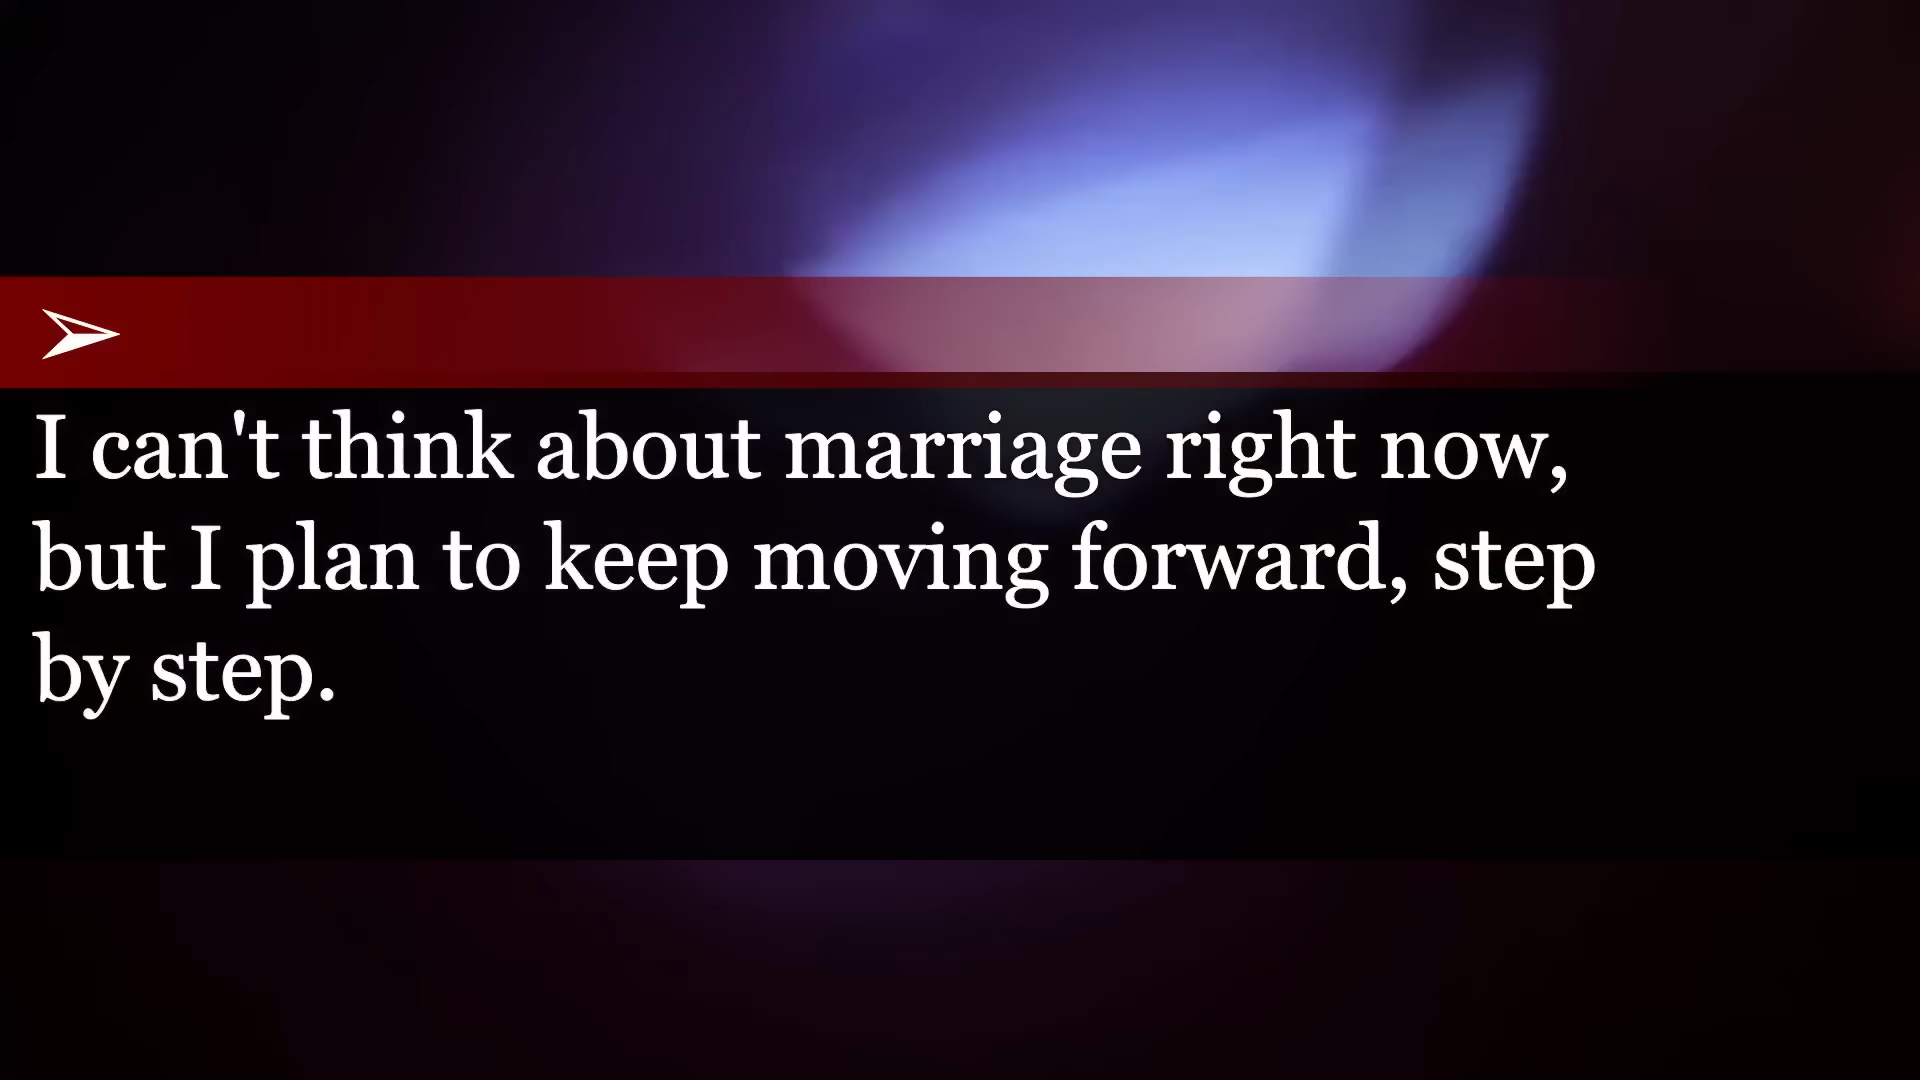 I can't think about marriage right now,
but I plan to keep moving forward, step
by step.